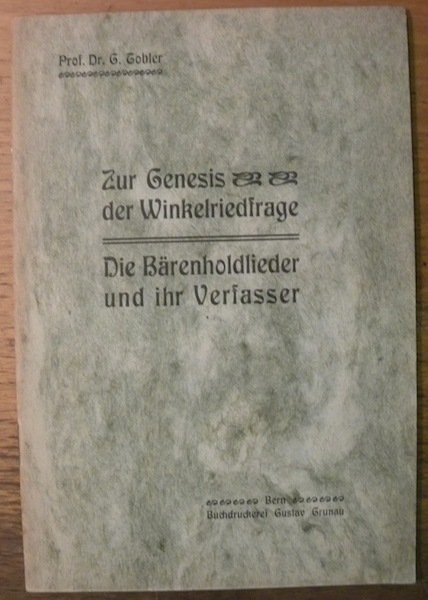 Prof. Dr. G. Tobler
Zur Genesis
der Winkelriedfrage
Die Bärenholdlieder
und ihr Verfasser
Bern
Buchdruckerei Gustav Grunau